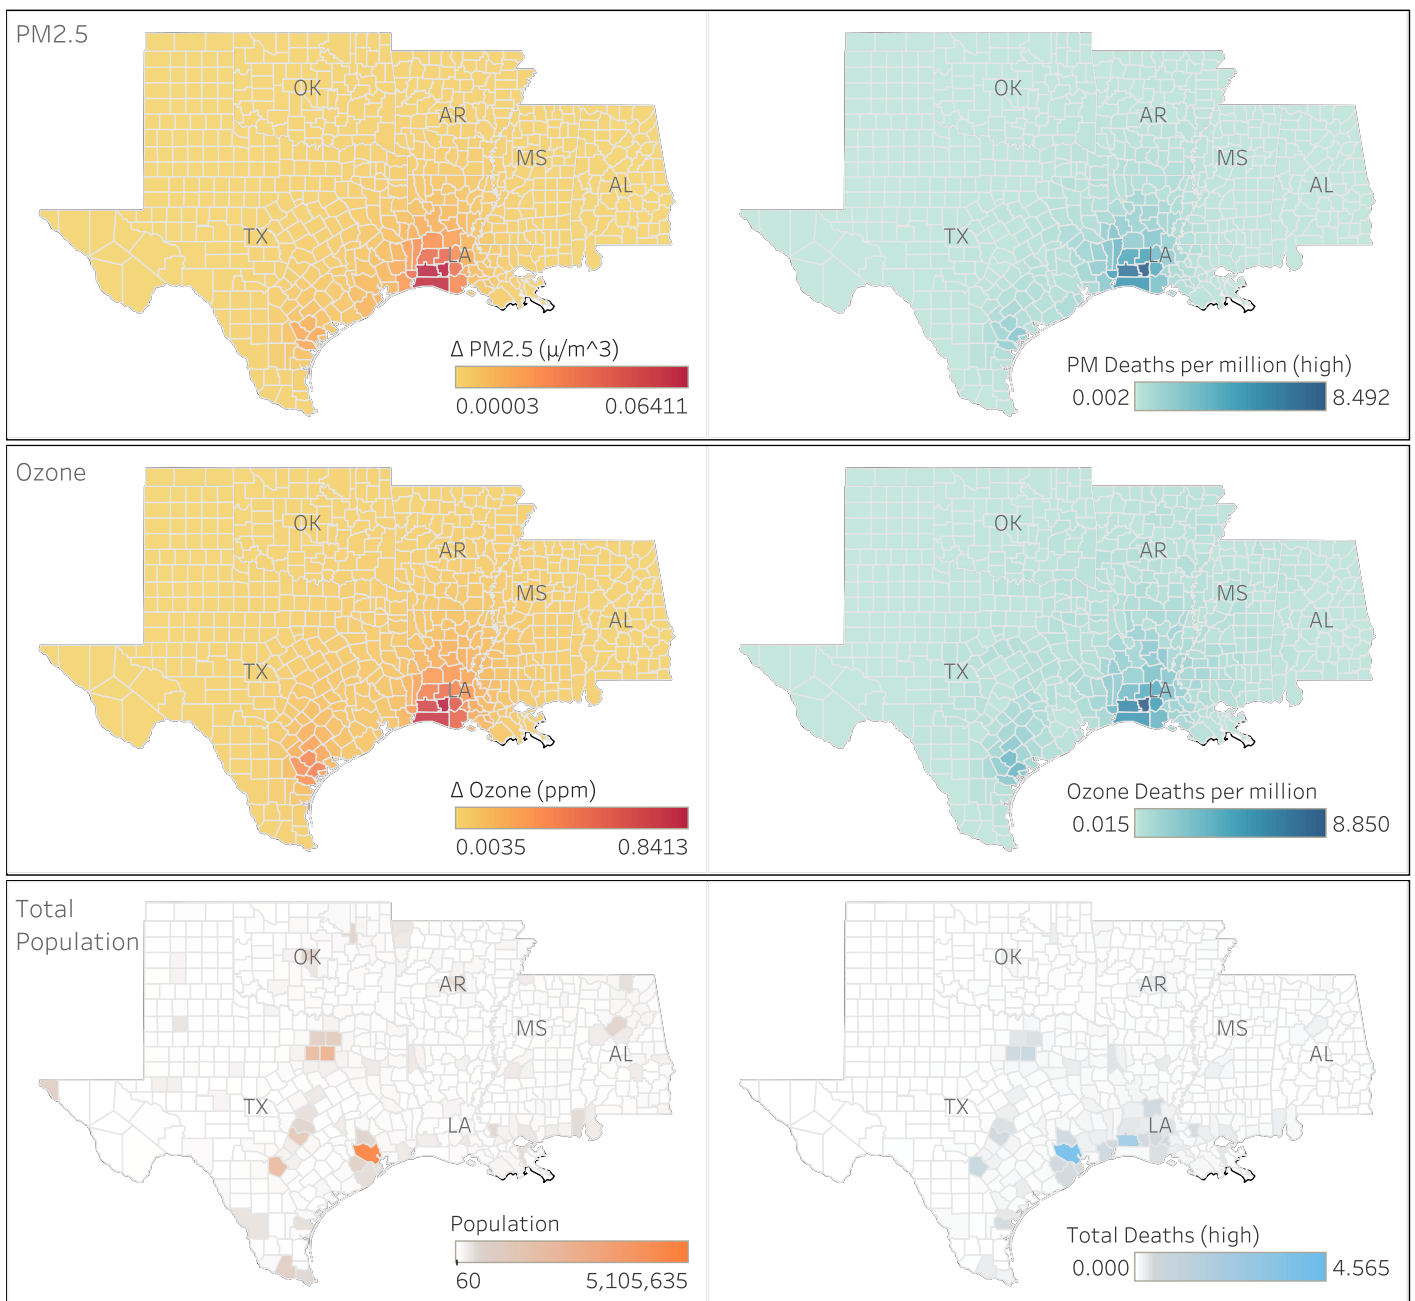 PM2.5
OK
AR
MS
AL
TX
LA
Δ PM2.5 (µ/m^3)
0.00003 0.06411
OK
AR
MS
AL
TX
LA
PM Deaths per million (high)
0.002 8.492
Ozone
OK
AR
MS
AL
TX
LA
Δ Ozone (ppm)
0.0035 0.8413
OK
AR
MS
AL
TX
LA
Ozone Deaths per million
0.015 8.850
Total
Population
OK
AR
MS
AL
TX
LA
Population
60 5,105,635
OK
AR
MS
AL
TX
LA
Total Deaths (high)
0.000 4.565